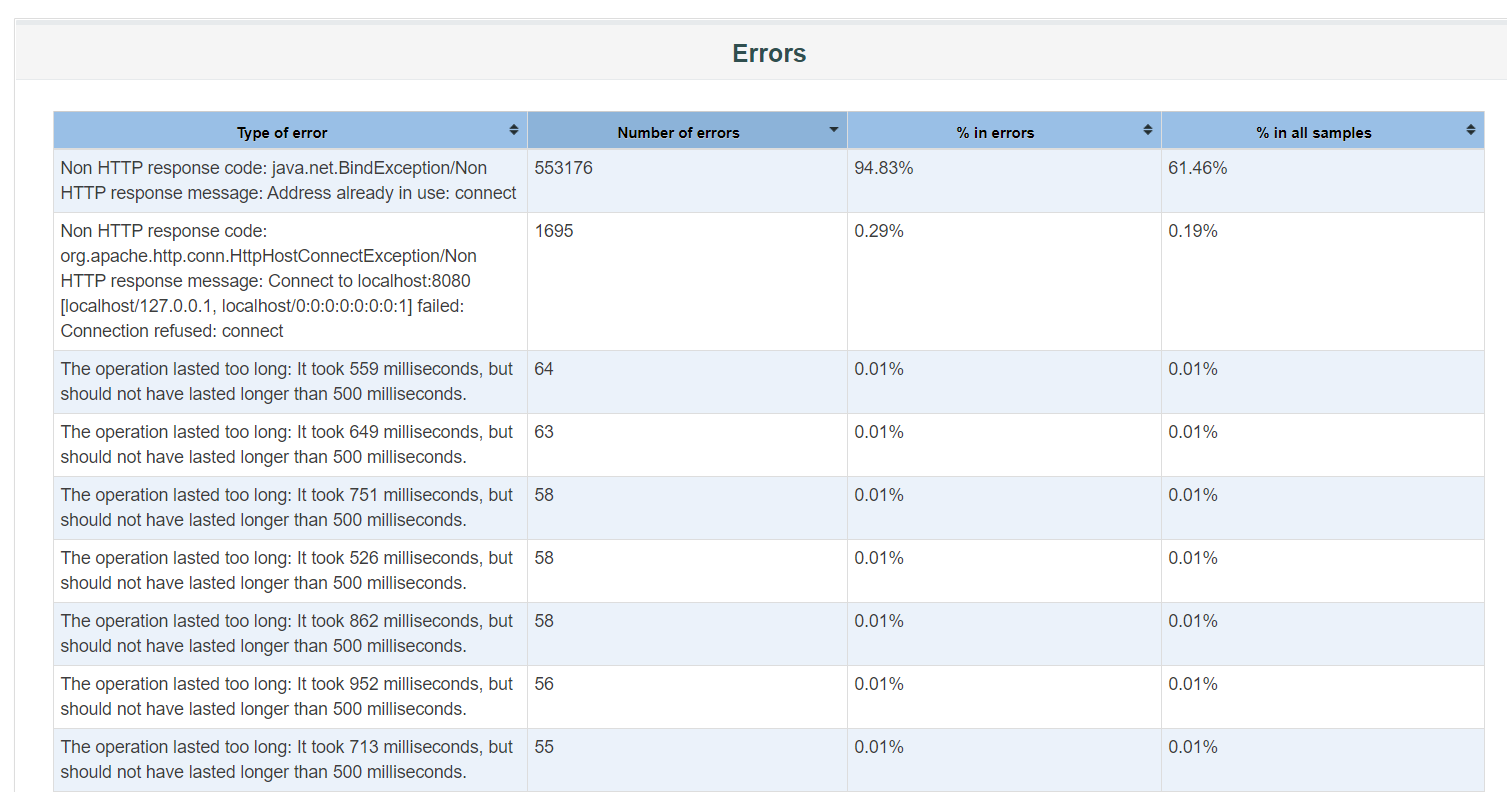 Errors
Type of error Number of errors % in errors % in all samples
Non HTTP response code: java.net.BindException/Non 553176 94.83% 61.46%
HTTP response message: Address already in use: connect
Non HTTP response code: 1695 0.29% 0.19%
org.apache.http.conn.HttpHostConnectException/Non
HTTP response message: Connect to localhost:8080
[localhost/127.0.0.1, localhost/0:0:0:0:0:0:0:1] failed:
Connection refused: connect
The operation lasted too long: It took 559 milliseconds, but 64 0.01% 0.01%
should not have lasted longer than 500 milliseconds.
The operation lasted too long: It took 649 milliseconds, but 63 0.01% 0.01%
should not have lasted longer than 500 milliseconds.
The operation lasted too long: It took 751 milliseconds, but 58 0.01% 0.01%
should not have lasted longer than 500 milliseconds.
The operation lasted too long: It took 526 milliseconds, but 58 0.01% 0.01%
should not have lasted longer than 500 milliseconds.
The operation lasted too long: It took 862 milliseconds, but 58 0.01% 0.01%
should not have lasted longer than 500 milliseconds.
The operation lasted too long: It took 952 milliseconds, but 56 0.01% 0.01%
should not have lasted longer than 500 milliseconds.
The operation lasted too long: It took 713 milliseconds, but 55 0.01% 0.01%
should not have lasted longer than 500 milliseconds.